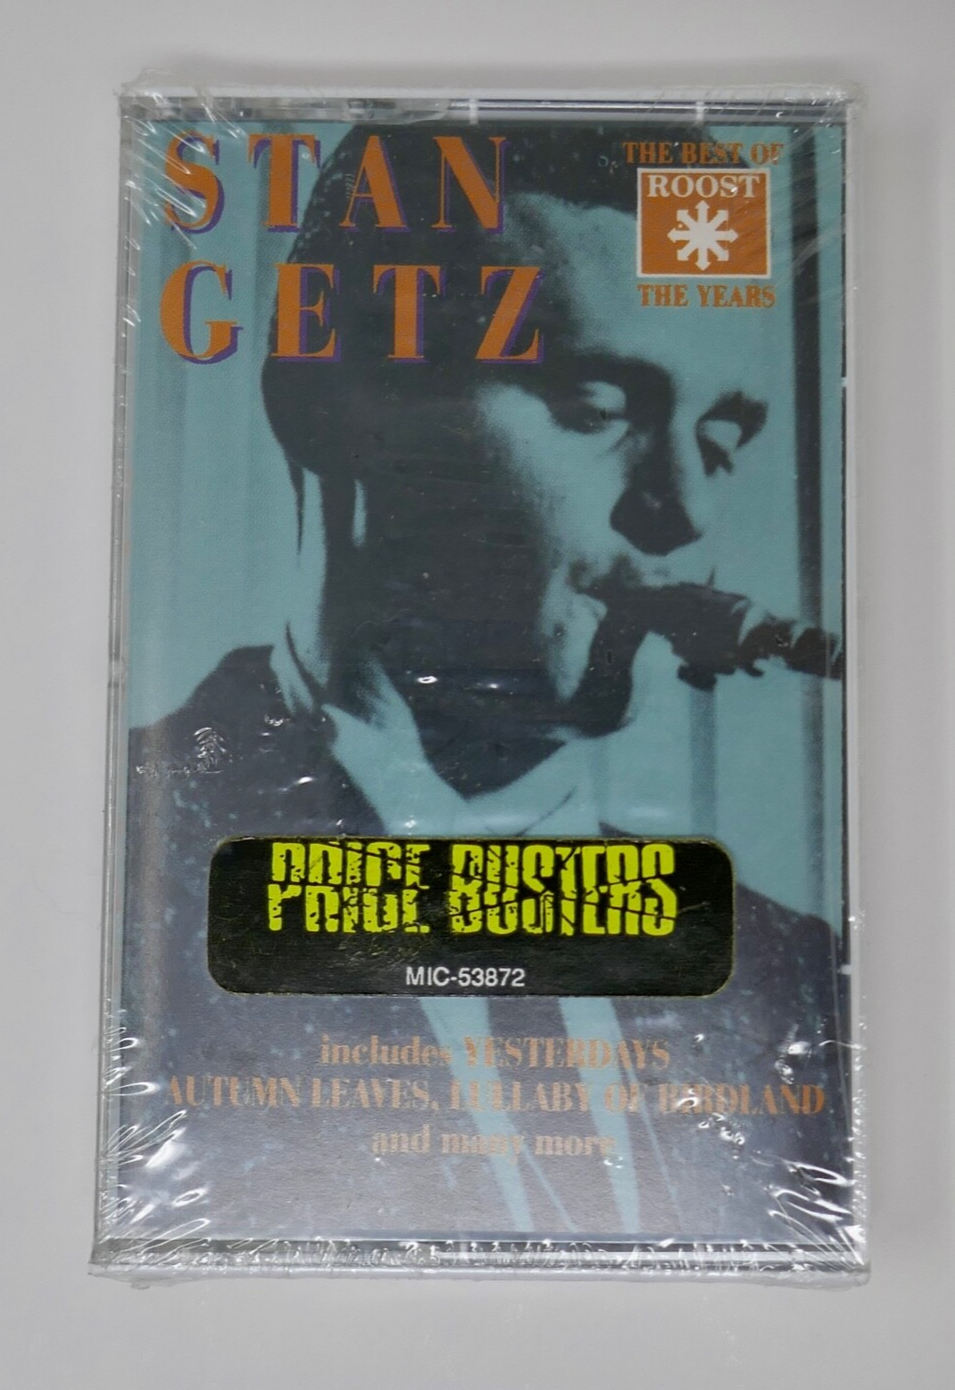 STAN
GETZ
THE BEST OF
ROOST
THE YEARS
PRICE BUSTERS
MIC-53872
includes YESTERDAYS
AUTUMN LEAVES, LULLABY OF BIRDLAND
and many more